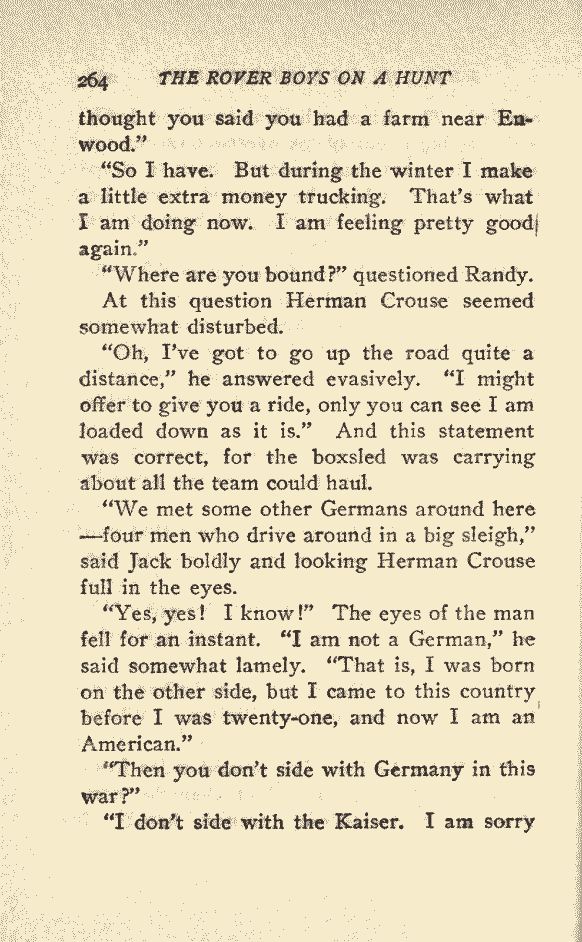 264 THE ROVER BOYS ON A HUNT
thought you said you had a farm near En-
wood."
"So I have. But during the winter I make
a little extra money trucking. That's what
I am doing now. I am feeling pretty good
again."
"Where are you bound?" questioned Randy.
At this question Herman Crouse seemed
somewhat disturbed.
"Oh, I've got to go up the road quite a
distance," he answered evasively. "I might
offer to give you a ride, only you can see I am
loaded down as it is." And this statement
was correct, for the boxsled was carrying
about all the team could haul.
"We met some other Germans around here
—four men who drive around in a big sleigh,"
said Jack boldly and looking Herman Crouse
full in the eyes.
"Yes, yes! I know!" The eyes of the man
fell for an instant. "I am not a German," he
said somewhat lamely. "That is, I was born
on the other side, but I came to this country
before I was twenty-one, and now I am an
American."
"Then you don't side with Germany in this
war?"
"I don't side with the Kaiser. I am sorry